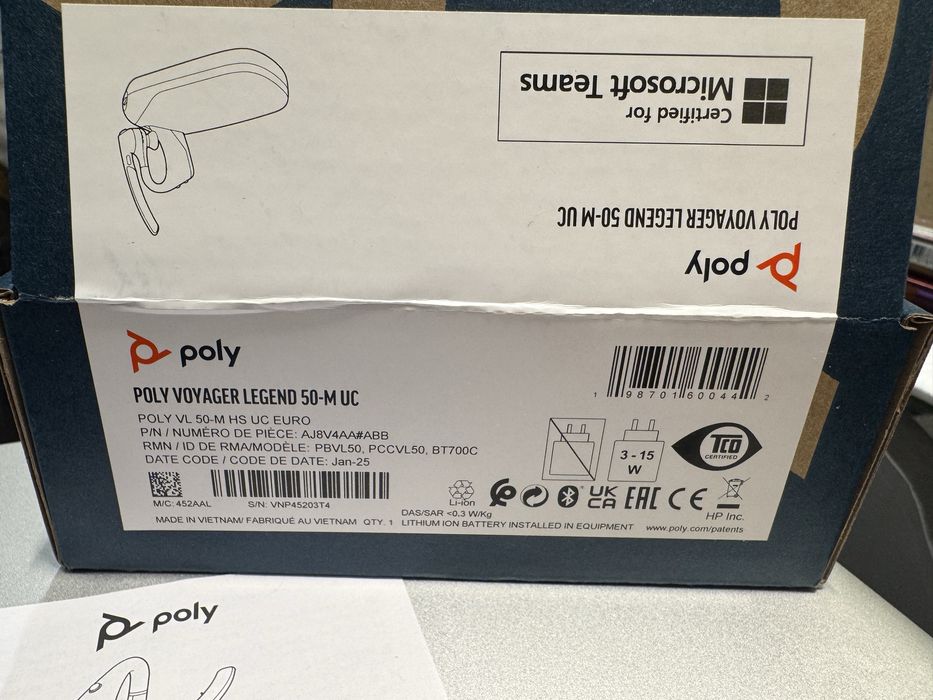 Certified for
Microsoft Teams
POLY VOYAGER LEGEND 50-M UC
poly
poly
POLY VOYAGER LEGEND 50-M UC
POLY VL 50-M HS UC EURO
P/N / NUMÉRO DE PIÈCE: AJ8V4AA#ABB
RMN / ID DE RMA/MODÈLE: PBVL50, PCCVL50, BT700C
DATE CODE / CODE DE DATE: Jan-25
M/C: 452AAL
S/N: VNP45203T4
MADE IN VIETNAM/ FABRIQUÉ AU VIETNAM QTY. 1
1 98701 60044 2
3 - 15
W
TCO
CERTIFIED
Li-ion
UK
CA
EAC
CE
HP Inc.
DAS/SAR <0,3 W/Kg
LITHIUM ION BATTERY INSTALLED IN EQUIPMENT
www.poly.com/patents
poly